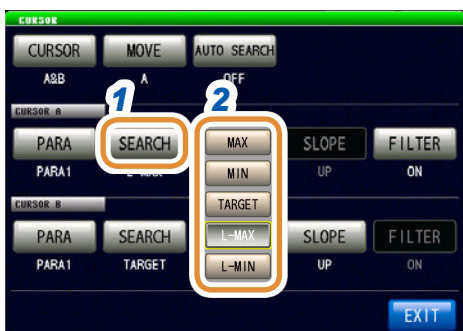 CURSOR
CURSOR MOVE AUTO SEARCH
A&B A OFF
1 2
CURSOR A
PARA SEARCH MAX SLOPE FILTER
PARA1 L-MAX MIN UP ON
TARGET
CURSOR B
PARA SEARCH L-MAX SLOPE FILTER
PARA1 TARGET L-MIN UP ON
EXIT